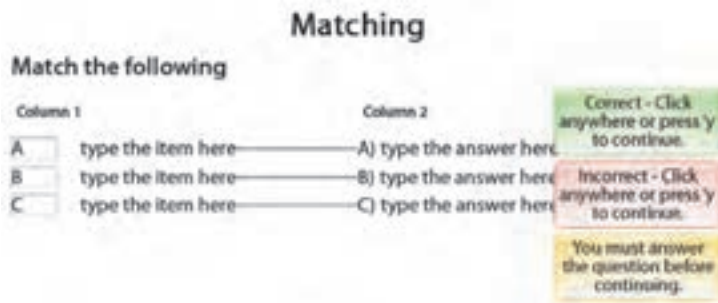 Matching
Match the following
Column 1 Column 2
A type the item here A) type the answer here
B type the item here B) type the answer here
C type the item here C) type the answer here
Correct - Click
anywhere or press 'y'
to continue.
Incorrect - Click
anywhere or press 'y'
to continue.
You must answer
the question before
continuing.